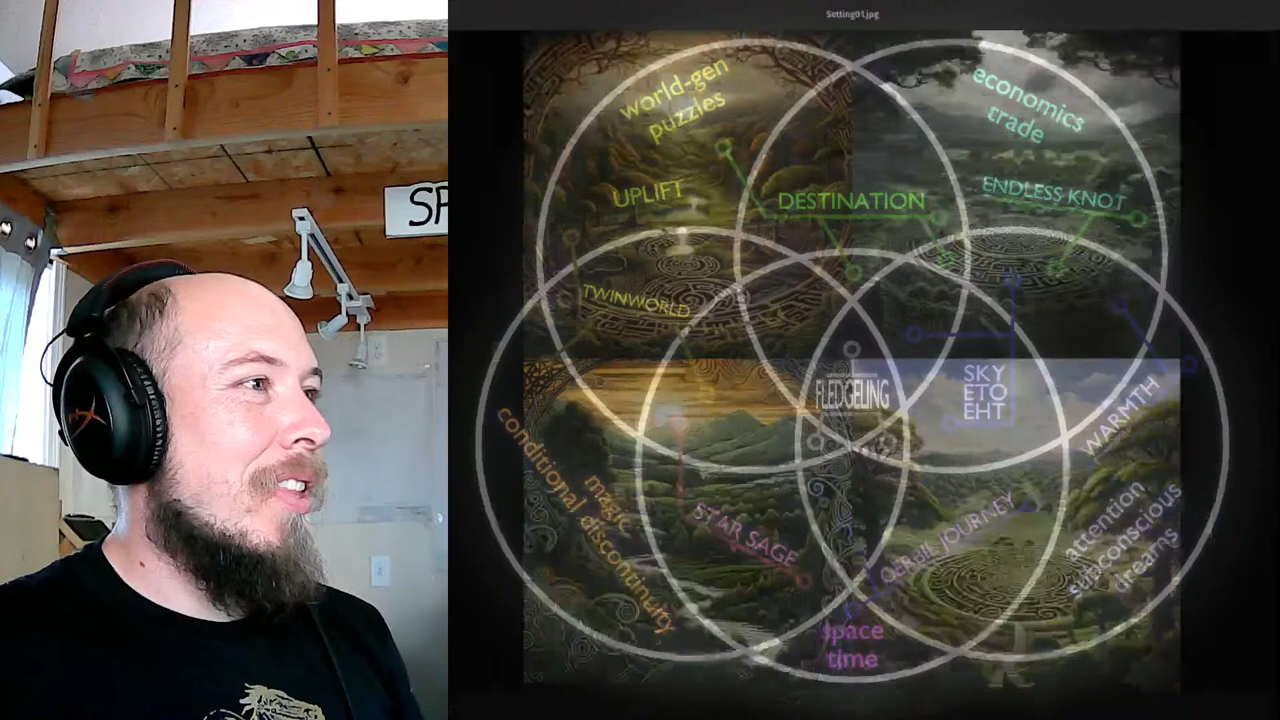 Setting01.jpg
SP
world-gen
puzzles
economics
trade
UPLIFT
DESTINATION
ENDLESS KNOT
TWINWORLD
FLEDGELING
SKY
ETO
EHT
WARMTH
conditional discontinuity
magic
STAR SAGE
JOURNEY
attention
subconscious
dreams
space
time